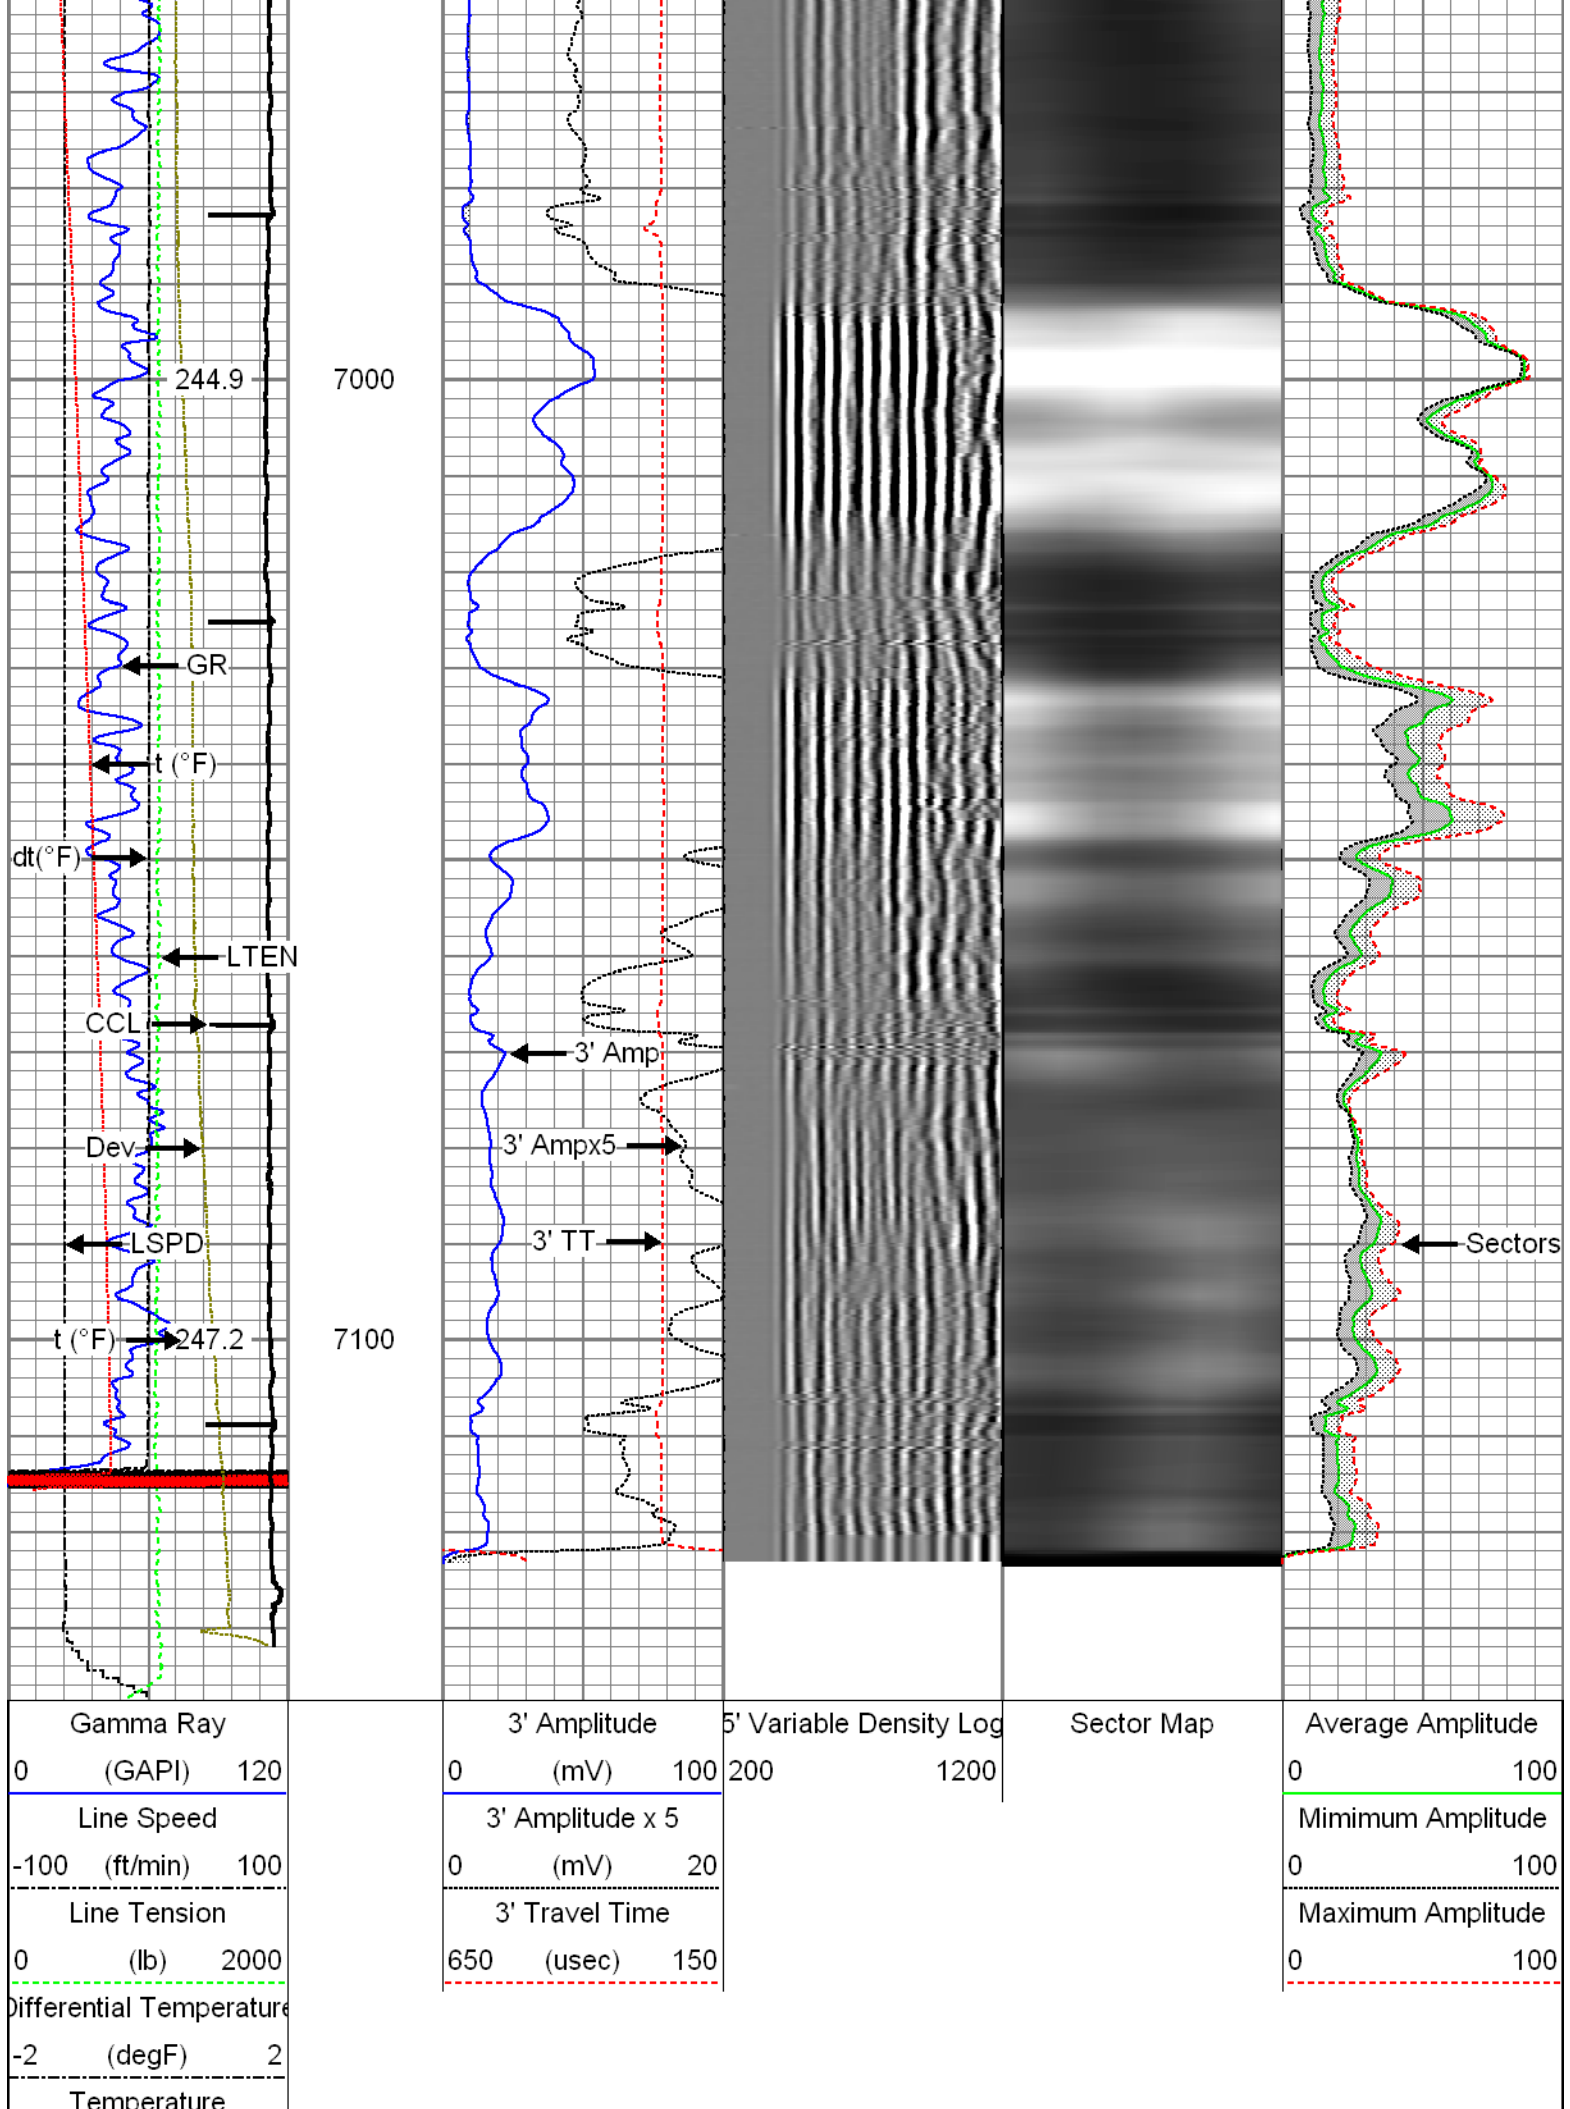 244.9
7000
GR
t (°F)
dt(°F)
LTEN
CCL
3' Amp
Dev
3' Ampx5
LSPD
3' TT
Sectors
t (°F)
247.2
7100
Gamma Ray
0 (GAPI) 120
Line Speed
-100 (ft/min) 100
Line Tension
0 (lb) 2000
Differential Temperature
-2 (degF) 2
Temperature
3' Amplitude
0 (mV) 100
3' Amplitude x 5
0 (mV) 20
3' Travel Time
650 (usec) 150
5' Variable Density Log
200 1200
Sector Map
Average Amplitude
0 100
Mimimum Amplitude
0 100
Maximum Amplitude
0 100